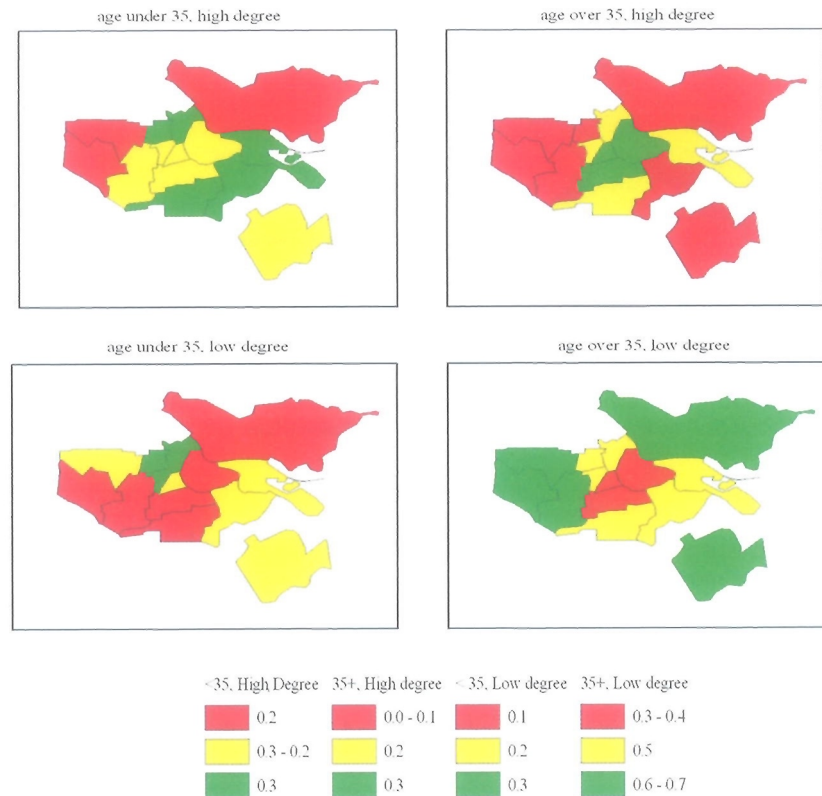 age under 35, high degree
age over 35, high degree
age under 35, low degree
age over 35, low degree
<35, High Degree 35+, High degree <35, Low degree 35+, Low degree
0.2 0.0 - 0.1 0.1 0.3 - 0.4
0.3 - 0.2 0.2 0.2 0.5
0.3 0.3 0.3 0.6 - 0.7